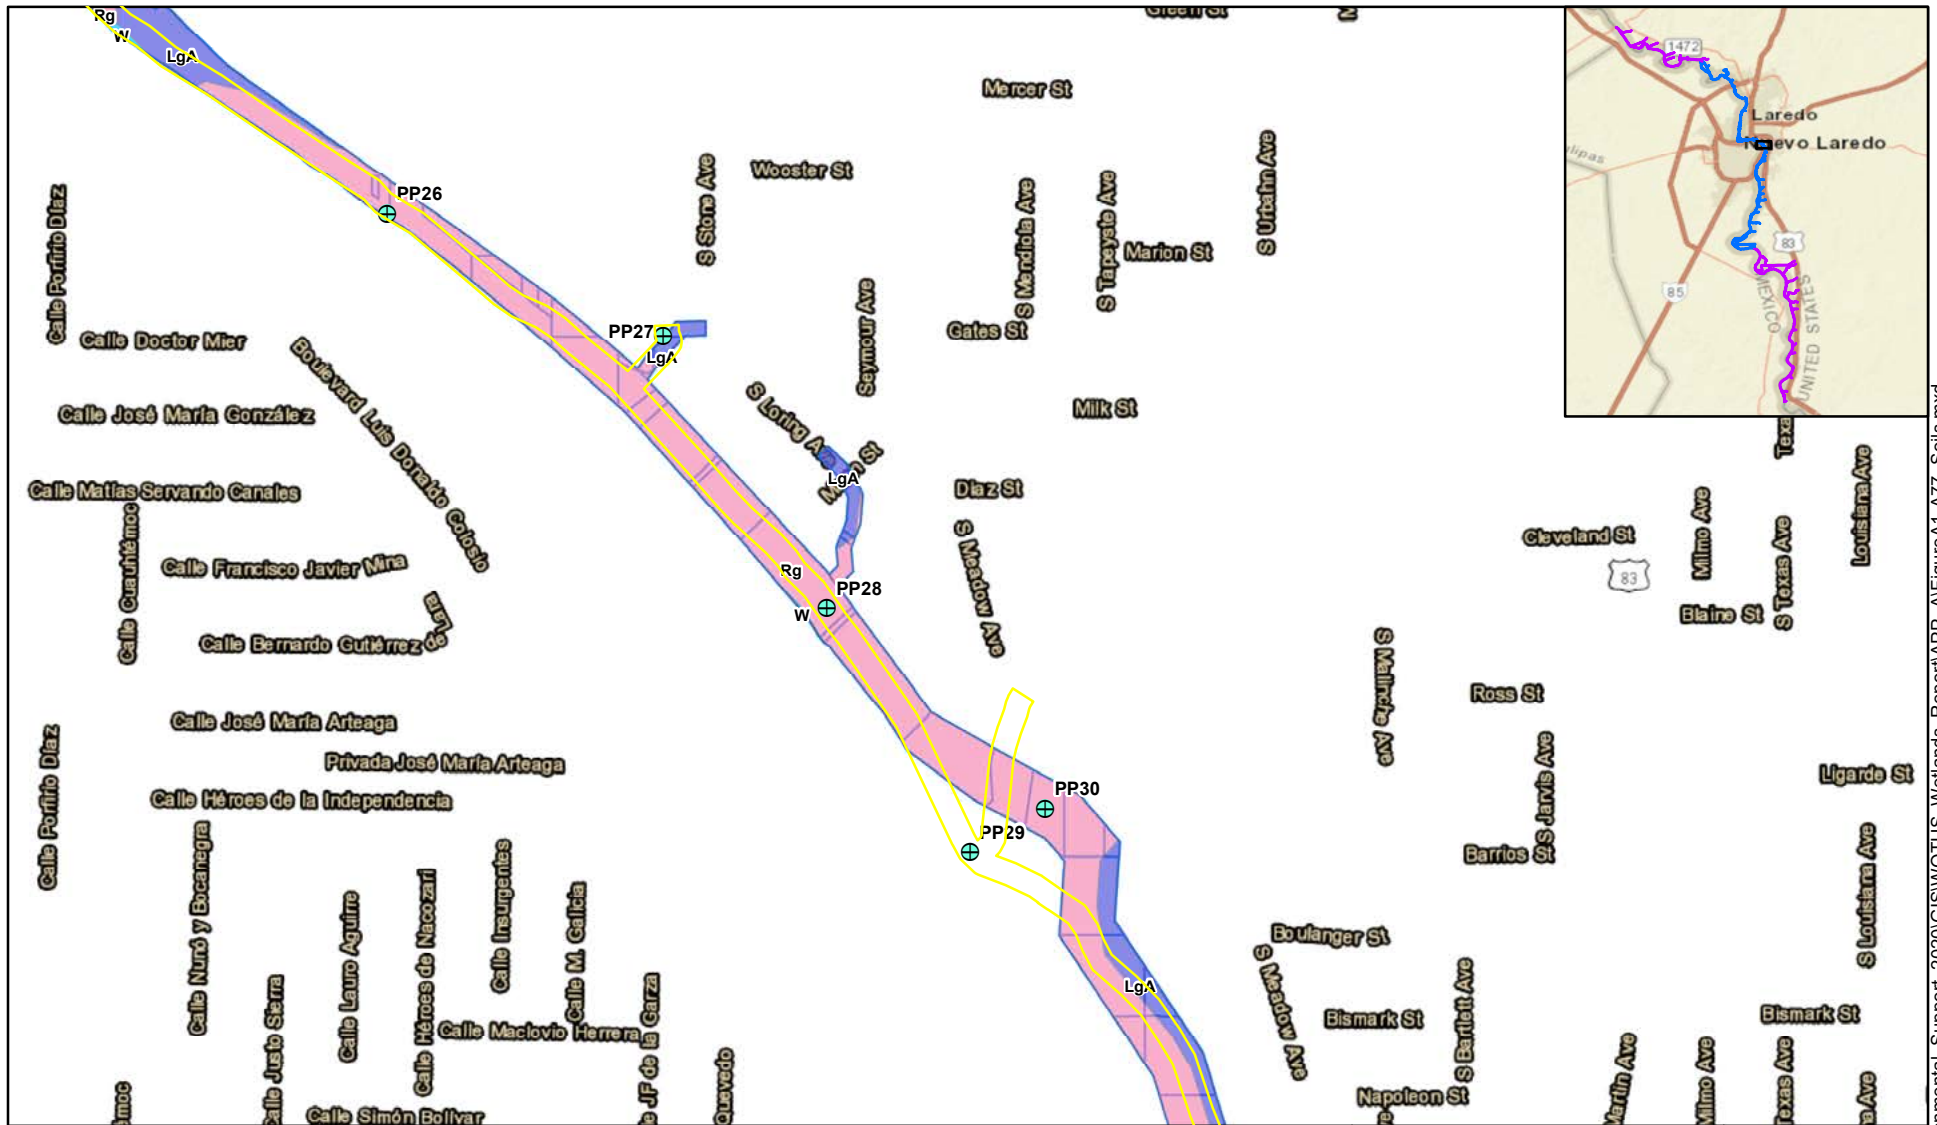 Green St
Rg
W
LgA
Mercer St
1472
Laredo
Nuevo Laredo
83
85
MEXICO
UNITED STATES
Wooster St
S Stone Ave
S Mendiola Ave
S Tapeyste Ave
S Urbahn Ave
Marion St
PP26
Calle Porfirio Díaz
Calle Doctor Mier
Boulevard Luis Donaldo Colosio
PP27
LgA
Seymour Ave
Gates St
Calle José María González
S Loring Ave
Milk St
Calle Matías Servando Canales
LgA
Diaz St
S Meadow Ave
Cleveland St
Milmo Ave
S Texas Ave
Louisiana Ave
83
Calle Cuauhtémoc
Calle Francisco Javier Mina
Rg
PP28
W
Blaine St
Calle Bernardo Gutiérrez de Lara
S Malinche Ave
Ross St
Calle José María Arteaga
Privada José María Arteaga
Calle Porfirio Díaz
S Jarvis Ave
Ligarde St
Calle Héroes de la Independencia
PP30
PP29
Barrios St
Calle Nunó y Bocanegra
Calle Lauro Aguirre
Calle Héroes de Nacozari
Calle Insurgentes
Calle M. Galicia
S Louisiana Ave
Boulanger St
S Meadow Ave
LgA
Calle Justo Sierra
Calle Maclovio Herrera
Bismark St
S Bartlett Ave
Bismark St
Milmo Ave
Texas Ave
Quevedo
Napoleon St
Calle Simón Bolívar